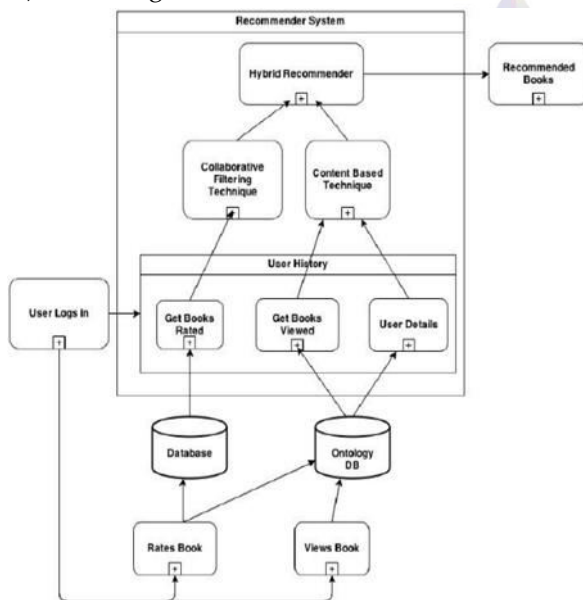 Recommender System
Hybrid Recommender
+
Recommended
Books
+
Collaborative
Filtering
Technique
+
Content Based
Technique
+
User History
User Logs in
+
Get Books
Rated
+
Get Books
Viewed
+
User Details
+
Database
Ontology
DB
Rates Book
+
Views Book
+